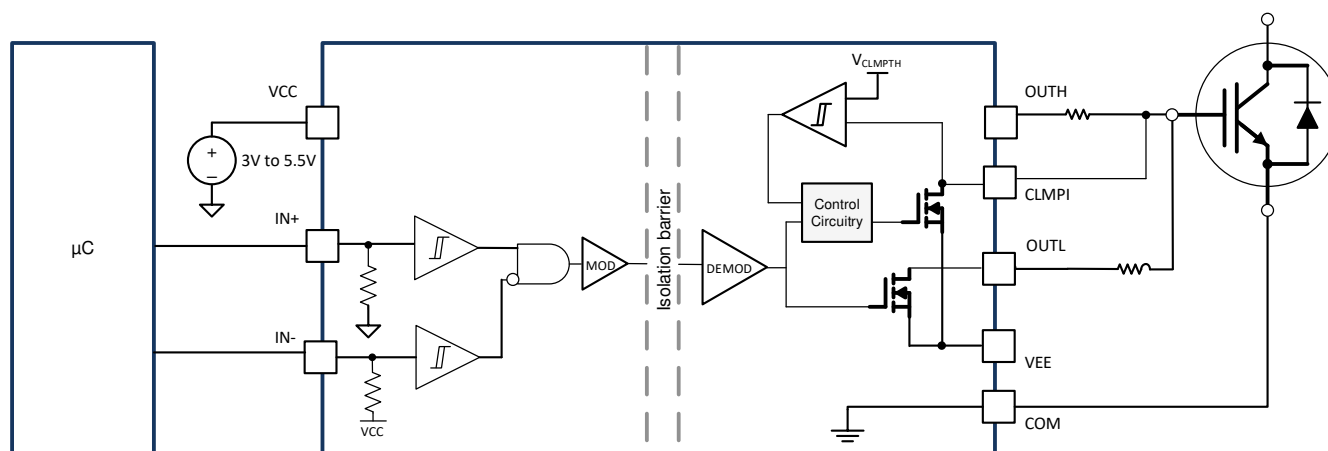 µC
VCC
+
−
3V to 5.5V
IN+
IN-
VCC
MOD
Isolation barrier
DEMOD
VCLMPTH
Control
Circuitry
OUTH
CLMPI
OUTL
VEE
COM